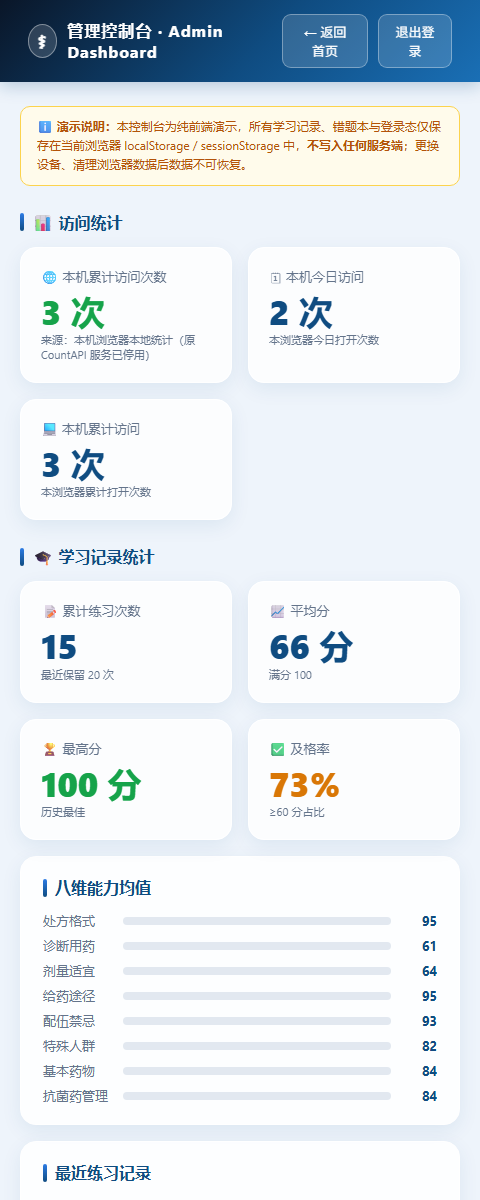 管理控制台 · Admin
Dashboard
← 返回
首页
退出登
录
演示说明：本控制台为纯前端演示，所有学习记录、错题本与登录态仅保
存在当前浏览器 localStorage / sessionStorage 中，不写入任何服务端；更换
设备、清理浏览器数据后数据不可恢复。
访问统计
本机累计访问次数
3 次
来源：本机浏览器本地统计（原
CountAPI 服务已停用）
本机今日访问
2 次
本浏览器今日打开次数
本机累计访问
3 次
本浏览器累计打开次数
学习记录统计
累计练习次数
15
最近保留 20 次
平均分
66 分
满分 100
最高分
100 分
历史最佳
及格率
73%
≥60 分占比
八维能力均值
处方格式 95
诊断用药 61
剂量适宜 64
给药途径 95
配伍禁忌 93
特殊人群 82
基本药物 84
抗菌药管理 84
最近练习记录